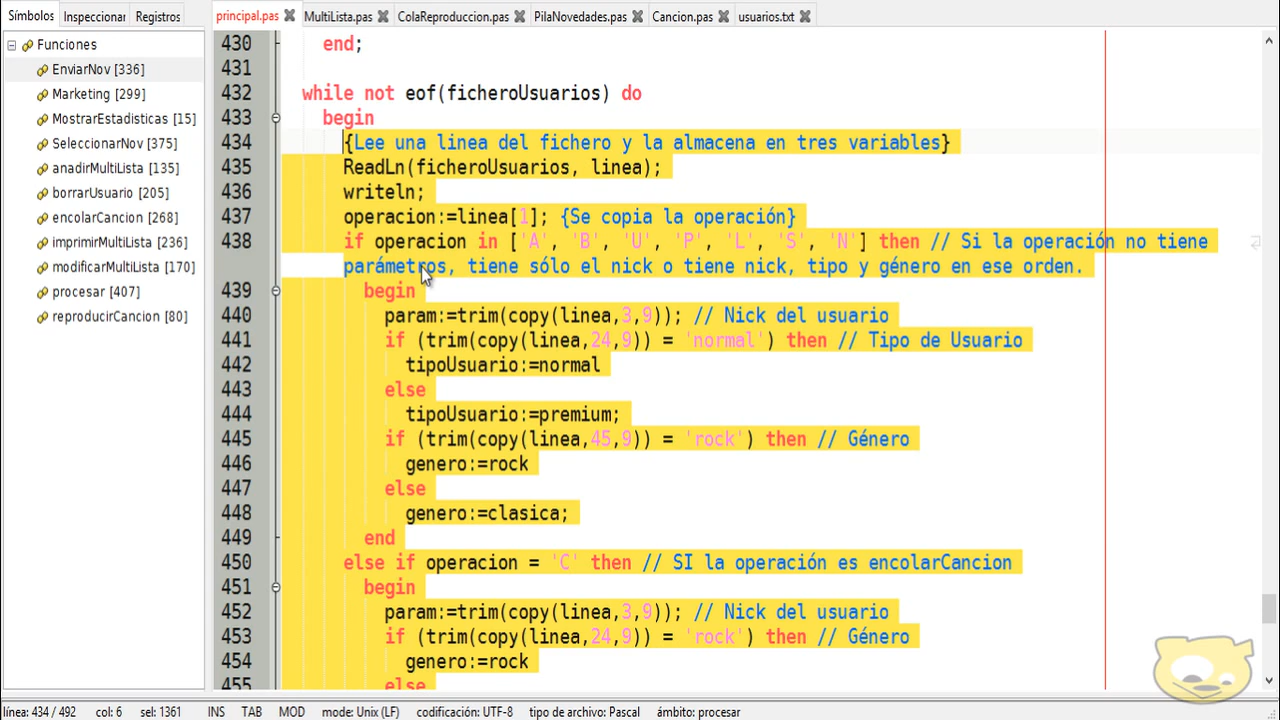 Símbolos Inspeccionar Registros principal.pas MultiLista.pas ColaReproduccion.pas PilaNovedades.pas Cancion.pas usuarios.txt
Funciones
EnviarNov [336]
Marketing [299]
MostrarEstadisticas [15]
SeleccionarNov [375]
anadirMultiLista [135]
borrarUsuario [205]
encolarCancion [268]
imprimirMultiLista [236]
modificarMultiLista [170]
procesar [407]
reproducirCancion [80]
430 end;
431
432 while not eof(ficheroUsuarios) do
433 begin
434 {Lee una linea del fichero y la almacena en tres variables}
435 ReadLn(ficheroUsuarios, linea);
436 writeln;
437 operacion:=linea[1]; {Se copia la operación}
438 if operacion in ['A', 'B', 'U', 'P', 'L', 'S', 'N'] then // Si la operación no tiene
parámetros, tiene sólo el nick o tiene nick, tipo y género en ese orden.
439 begin
440 param:=trim(copy(linea,3,9)); // Nick del usuario
441 if (trim(copy(linea,24,9)) = 'normal') then // Tipo de Usuario
442 tipoUsuario:=normal
443 else
444 tipoUsuario:=premium;
445 if (trim(copy(linea,45,9)) = 'rock') then // Género
446 genero:=rock
447 else
448 genero:=clasica;
449 end
450 else if operacion = 'C' then // SI la operación es encolarCancion
451 begin
452 param:=trim(copy(linea,3,9)); // Nick del usuario
453 if (trim(copy(linea,24,9)) = 'rock') then // Género
454 genero:=rock
455 else
línea: 434 / 492 col: 6 sel: 1361 INS TAB MOD modo: Unix (LF) codificación: UTF-8 tipo de archivo: Pascal ámbito: procesar